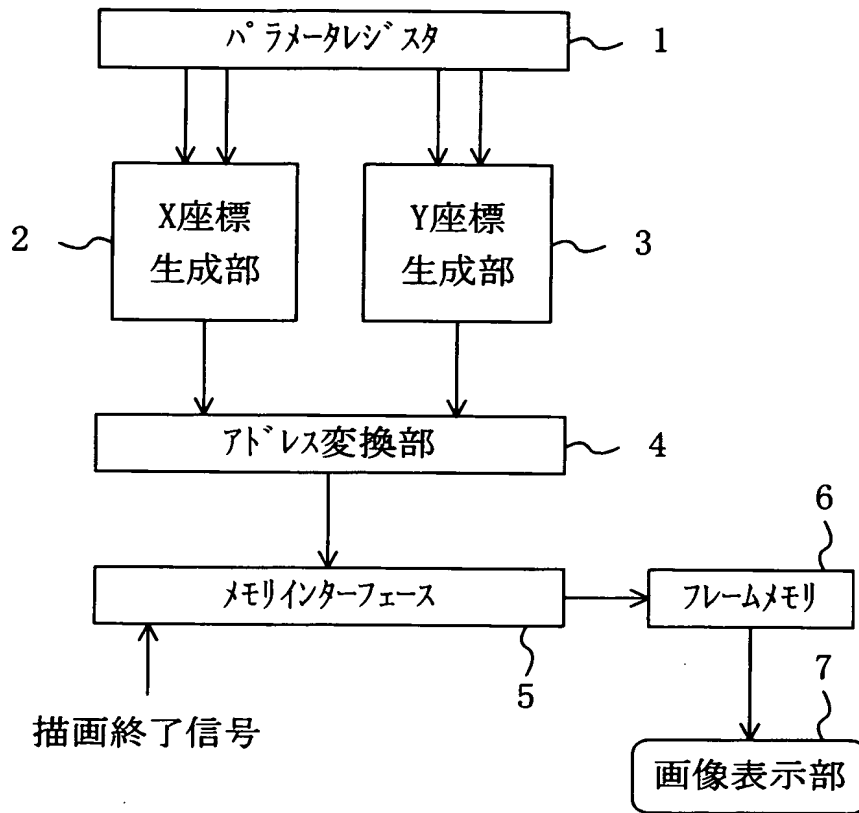 パラメータレジスタ
1
X座標
生成部
2
Y座標
生成部
3
アドレス変換部
4
メモリインターフェース
5
フレームメモリ
6
描画終了信号
7
画像表示部